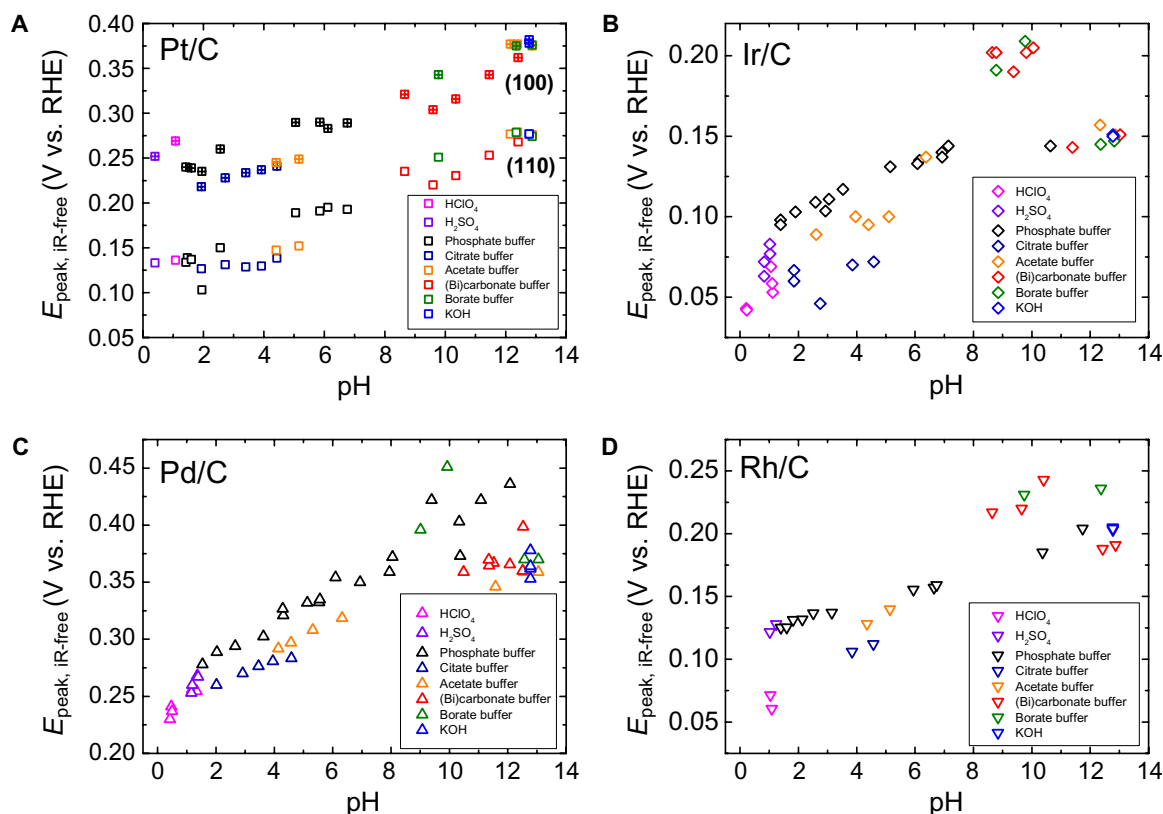 A
Pt/C
E_peak, iR-free (V vs. RHE)
0.40
0.35
0.30
0.25
0.20
0.15
0.10
0.05
(100)
(110)
HClO₄
H₂SO₄
Phosphate buffer
Citrate buffer
Acetate buffer
(Bi)carbonate buffer
Borate buffer
KOH
0 2 4 6 8 10 12 14
pH
B
Ir/C
E_peak, iR-free (V vs. RHE)
0.20
0.15
0.10
0.05
HClO₄
H₂SO₄
Phosphate buffer
Citrate buffer
Acetate buffer
(Bi)carbonate buffer
Borate buffer
KOH
0 2 4 6 8 10 12 14
pH
C
Pd/C
E_peak, iR-free (V vs. RHE)
0.45
0.40
0.35
0.30
0.25
0.20
HClO₄
H₂SO₄
Phosphate buffer
Citrate buffer
Acetate buffer
(Bi)carbonate buffer
Borate buffer
KOH
0 2 4 6 8 10 12 14
pH
D
Rh/C
E_peak, iR-free (V vs. RHE)
0.25
0.20
0.15
0.10
0.05
HClO₄
H₂SO₄
Phosphate buffer
Citrate buffer
Acetate buffer
(Bi)carbonate buffer
Borate buffer
KOH
0 2 4 6 8 10 12 14
pH